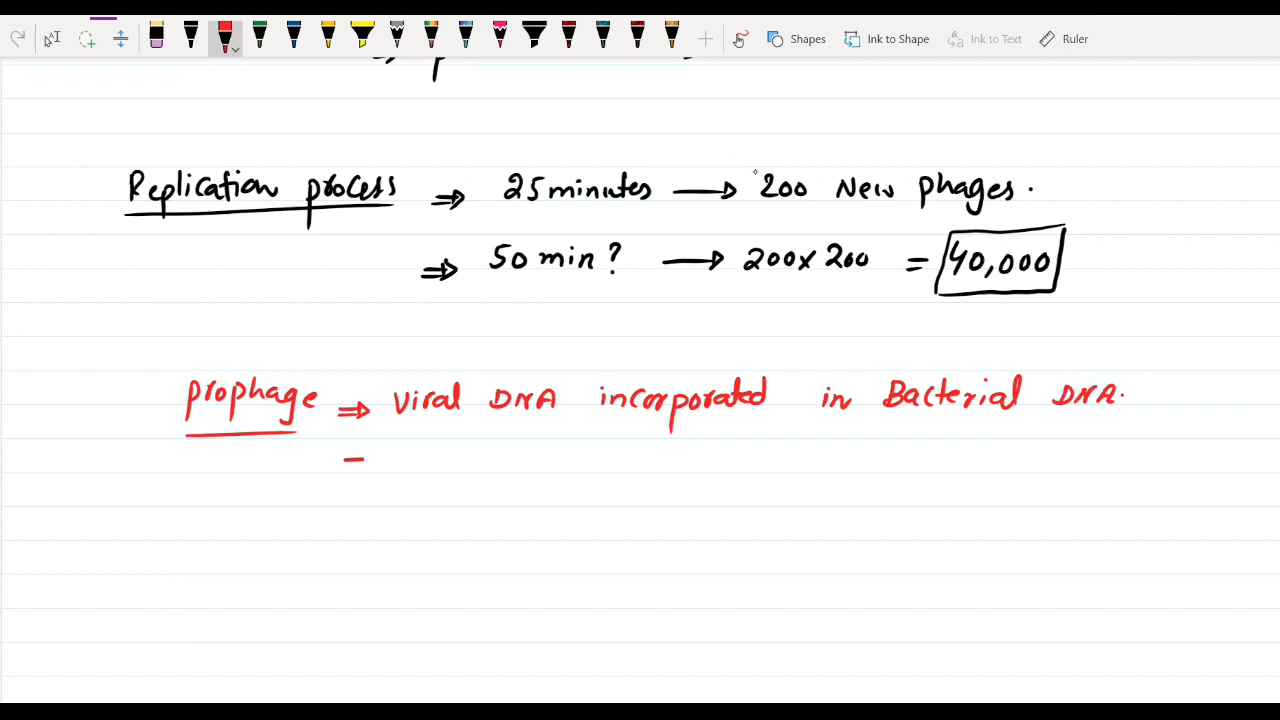 Shapes Ink to Shape Ink to Text Ruler
Replication process ⇒ 25 minutes → 200 New phages.
⇒ 50 min? → 200 x 200 = 40,000
prophage ⇒ Viral DNA incorporated in Bacterial DNA.